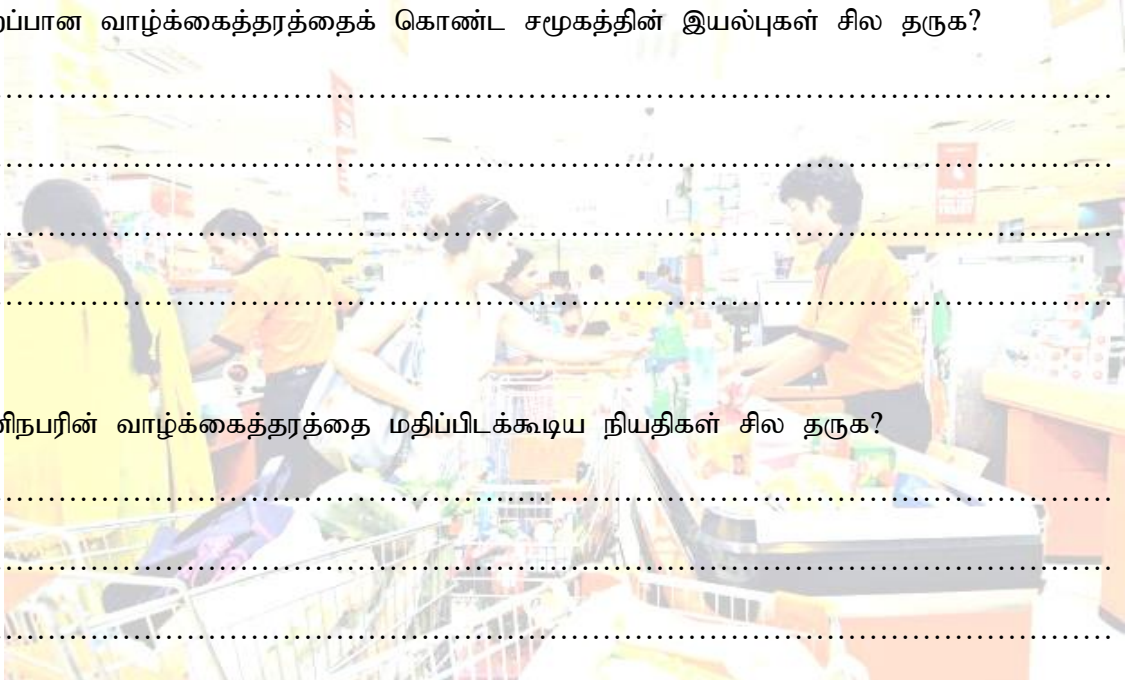 வாழ்க்கைத்தரத்தைக் கொண்ட சமூகத்தின் இயல்புகள் சில தருக?
வாழ்க்கைத்தரத்தை மதிப்பிடக்கூடிய நியதிகள் சில தருக?